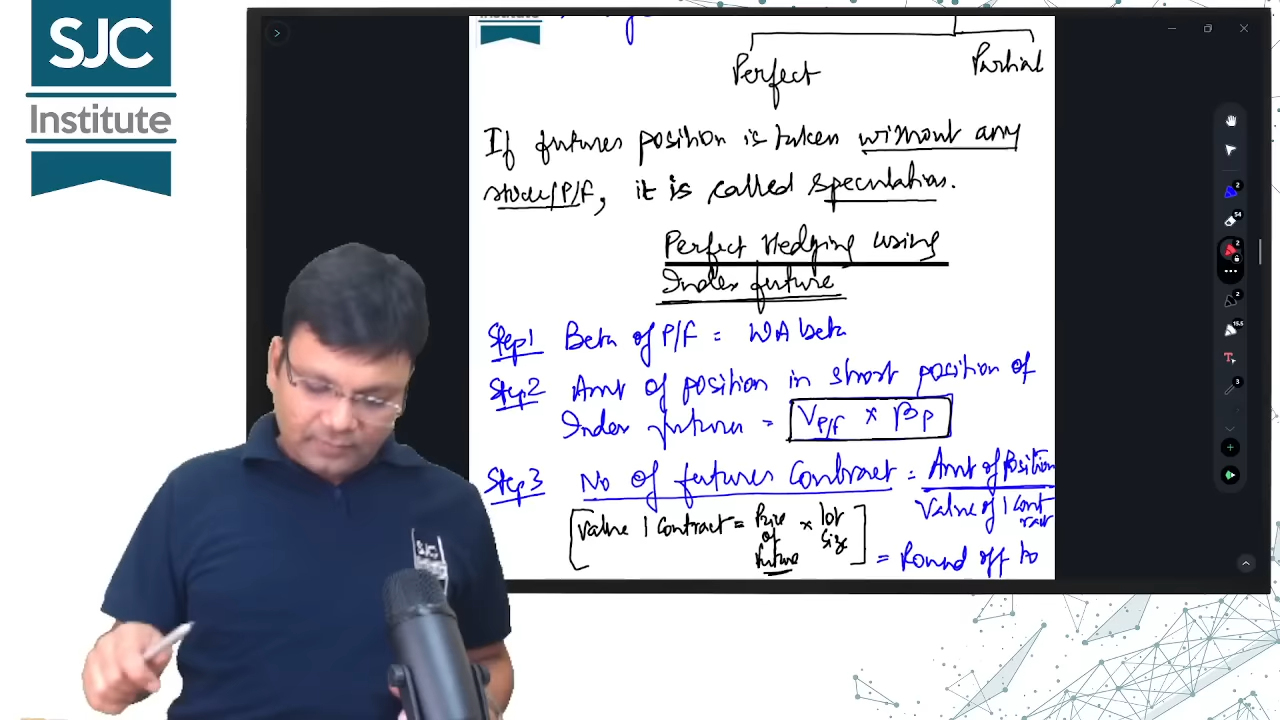 SJC
Institute
Perfect
Partial
If futures position is taken without any
stock/P/F, it is called speculation.
Perfect Hedging using
Index future
Step1 Beta of P/F = WA beta
Step2 Amt of position in short position of
Index futures = V P/F × βP
Step3 No of futures Contract = Amt of Position
Value of 1 Contract
[Value 1 Contract = Price of future × lot size]
= Round off to
SJC
Institute